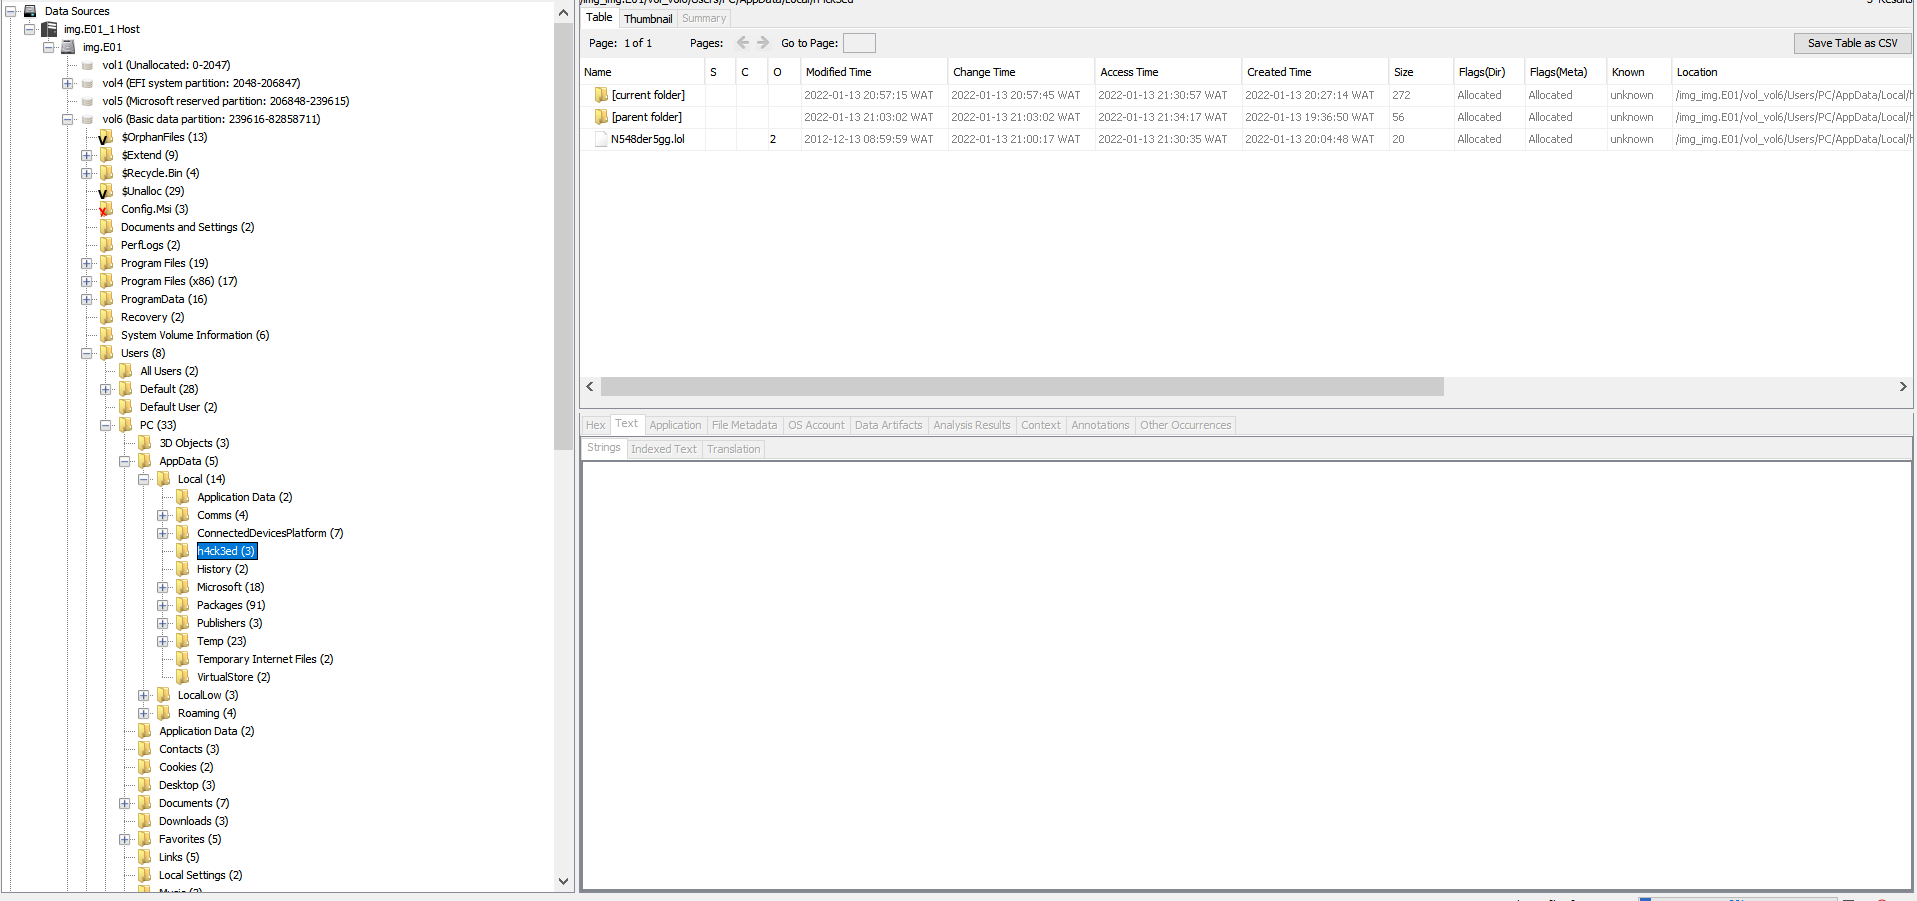 Data Sources
img.E01_1 Host
img.E01
vol1 (Unallocated: 0-2047)
vol4 (EFI system partition: 2048-206847)
vol5 (Microsoft reserved partition: 206848-239615)
vol6 (Basic data partition: 239616-82858711)
$OrphanFiles (13)
$Extend (9)
$Recycle.Bin (4)
$Unalloc (29)
Config.Msi (3)
Documents and Settings (2)
PerfLogs (2)
Program Files (19)
Program Files (x86) (17)
ProgramData (16)
Recovery (2)
System Volume Information (6)
Users (8)
All Users (2)
Default (28)
Default User (2)
PC (33)
3D Objects (3)
AppData (5)
Local (14)
Application Data (2)
Comms (4)
ConnectedDevicesPlatform (7)
h4ck3ed (3)
History (2)
Microsoft (18)
Packages (91)
Publishers (3)
Temp (23)
Temporary Internet Files (2)
VirtualStore (2)
LocalLow (3)
Roaming (4)
Application Data (2)
Contacts (3)
Cookies (2)
Desktop (3)
Documents (7)
Downloads (3)
Favorites (5)
Links (5)
Local Settings (2)
/img_img.E01/vol_vol6/Users/PC/AppData/Local/h4ck3ed
3 Results
Table Thumbnail Summary
Page: 1 of 1 Pages: Go to Page: Save Table as CSV
Name S C O Modified Time Change Time Access Time Created Time Size Flags(Dir) Flags(Meta) Known Location
[current folder] 2022-01-13 20:57:15 WAT 2022-01-13 20:57:45 WAT 2022-01-13 21:30:57 WAT 2022-01-13 20:27:14 WAT 272 Allocated Allocated unknown /img_img.E01/vol_vol6/Users/PC/AppData/Local/h
[parent folder] 2022-01-13 21:03:02 WAT 2022-01-13 21:03:02 WAT 2022-01-13 21:34:17 WAT 2022-01-13 19:36:50 WAT 56 Allocated Allocated unknown /img_img.E01/vol_vol6/Users/PC/AppData/Local/h
N548der5gg.lol 2 2012-12-13 08:59:59 WAT 2022-01-13 21:00:17 WAT 2022-01-13 21:30:35 WAT 2022-01-13 20:04:48 WAT 20 Allocated Allocated unknown /img_img.E01/vol_vol6/Users/PC/AppData/Local/h
Hex Text Application File Metadata OS Account Data Artifacts Analysis Results Context Annotations Other Occurrences
Strings Indexed Text Translation